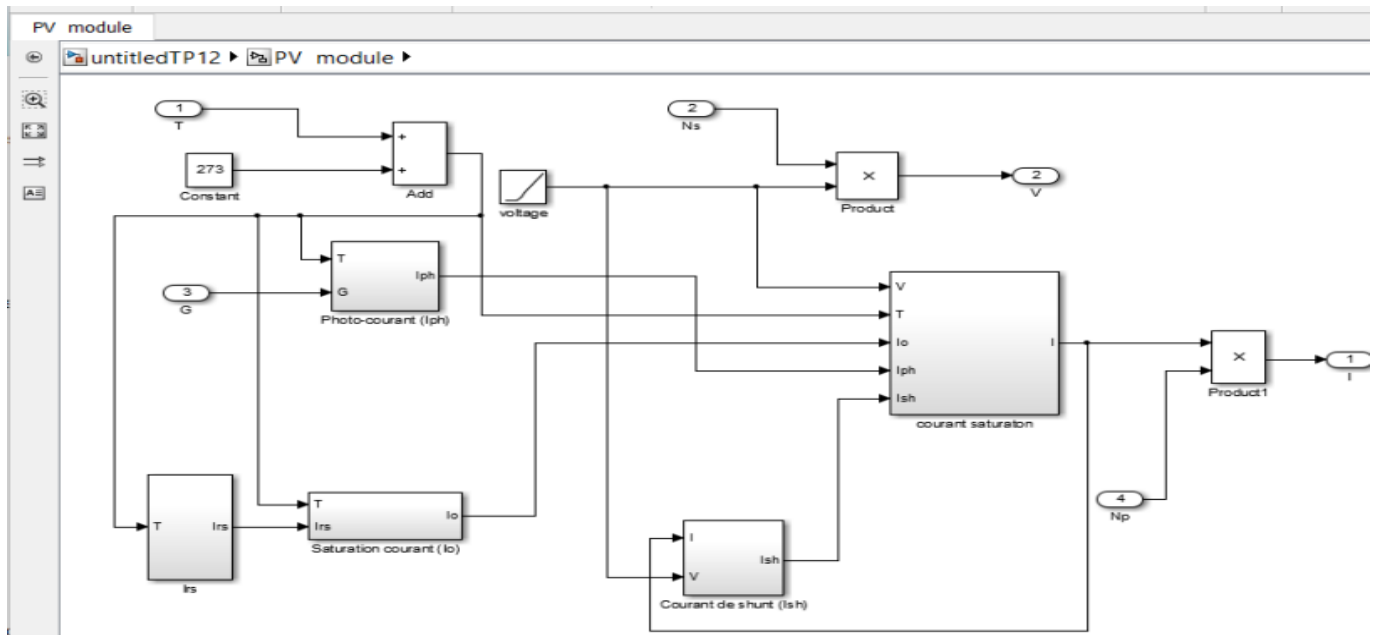 PV module
untitledTP12 PV module
1
T
2
Ns
+
+
273
Constant
Add
voltage
×
Product
2
V
T
G
Iph
Photo-courant (Iph)
3
G
V
T
Io
Iph
Ish
I
courant saturaton
×
Product1
1
I
4
Np
T
Irs
Irs
T
Irs
Io
Saturation courant (Io)
I
V
Ish
Courant de shunt (Ish)